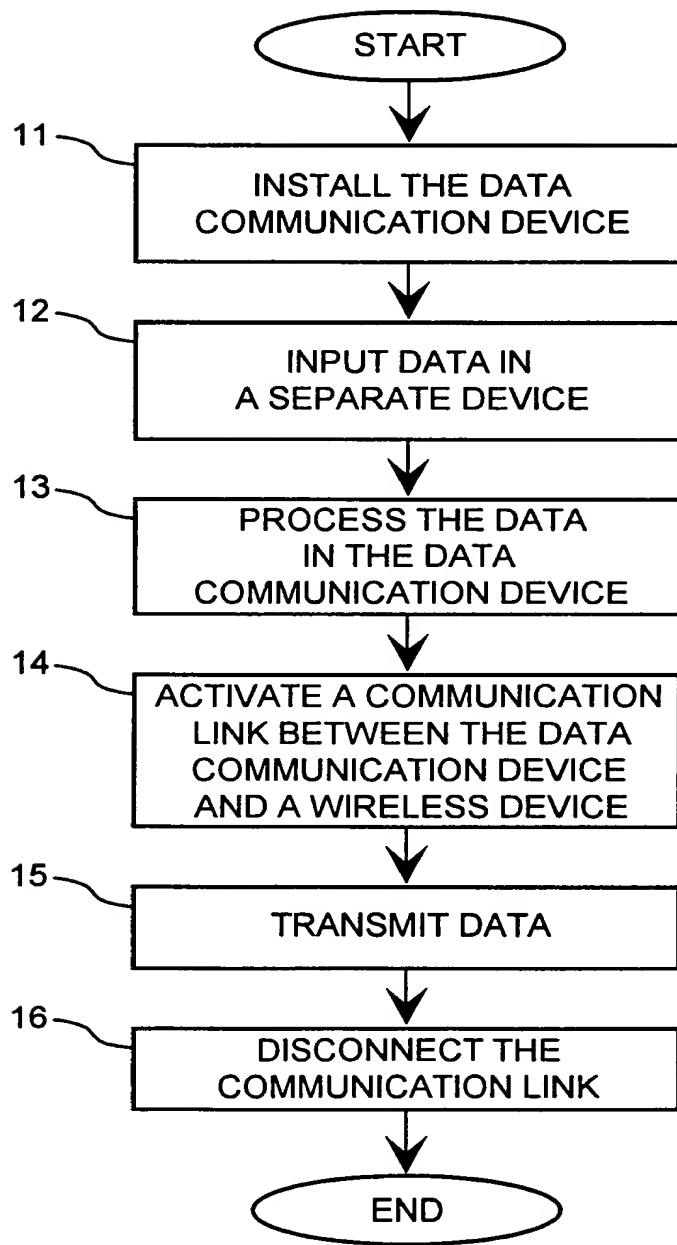 START
11
INSTALL THE DATA
COMMUNICATION DEVICE
12
INPUT DATA IN
A SEPARATE DEVICE
13
PROCESS THE DATA
IN THE DATA
COMMUNICATION DEVICE
14
ACTIVATE A COMMUNICATION
LINK BETWEEN THE DATA
COMMUNICATION DEVICE
AND A WIRELESS DEVICE
15
TRANSMIT DATA
16
DISCONNECT THE
COMMUNICATION LINK
END